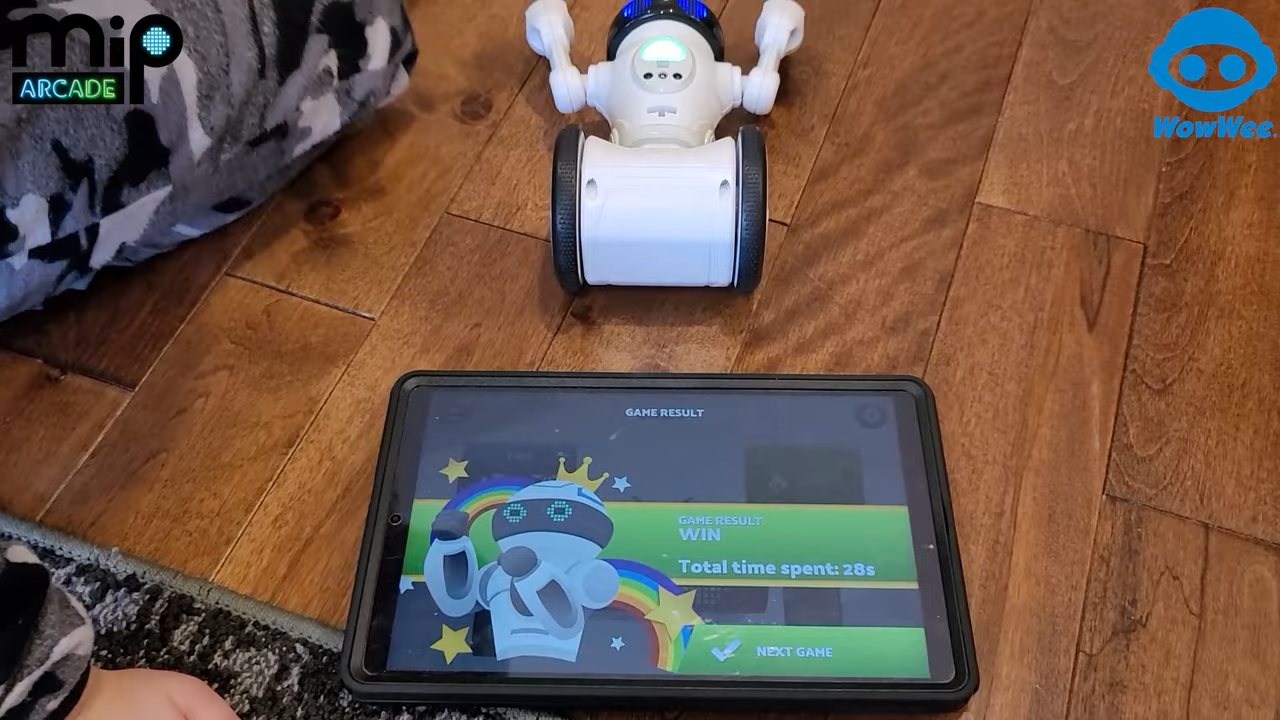 mip
ARCADE
WowWee
GAME RESULT
GAME RESULT
WIN
Total time spent: 28s
NEXT GAME